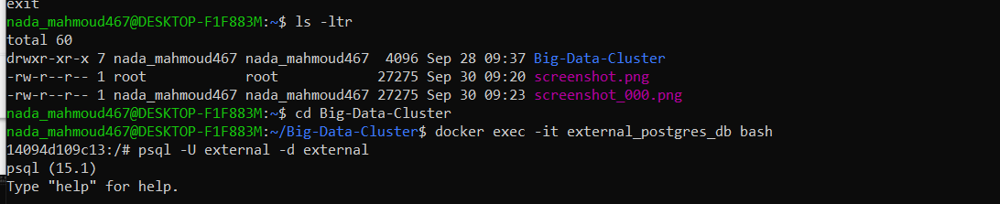 exit
nada_mahmoud467@DESKTOP-F1F883M:~$ ls -ltr
total 60
drwxr-xr-x 7 nada_mahmoud467 nada_mahmoud467  4096 Sep 28 09:37 Big-Data-Cluster
-rw-r--r-- 1 root            root            27275 Sep 30 09:20 screenshot.png
-rw-r--r-- 1 nada_mahmoud467 nada_mahmoud467 27275 Sep 30 09:23 screenshot_000.png
nada_mahmoud467@DESKTOP-F1F883M:~$ cd Big-Data-Cluster
nada_mahmoud467@DESKTOP-F1F883M:~/Big-Data-Cluster$ docker exec -it external_postgres_db bash
14094d109c13:/# psql -U external -d external
psql (15.1)
Type "help" for help.